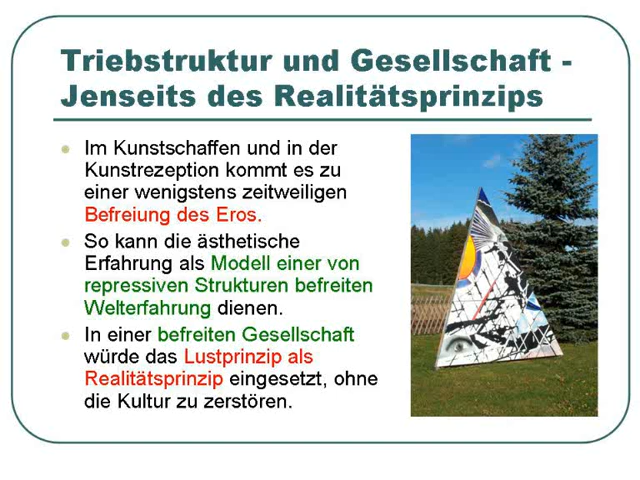 Triebstruktur und Gesellschaft -
Jenseits des Realitätsprinzips
Im Kunstschaffen und in der
Kunstrezeption kommt es zu
einer wenigstens zeitweiligen
Befreiung des Eros.
So kann die ästhetische
Erfahrung als Modell einer von
repressiven Strukturen befreiten
Welterfahrung dienen.
In einer befreiten Gesellschaft
würde das Lustprinzip als
Realitätsprinzip eingesetzt, ohne
die Kultur zu zerstören.